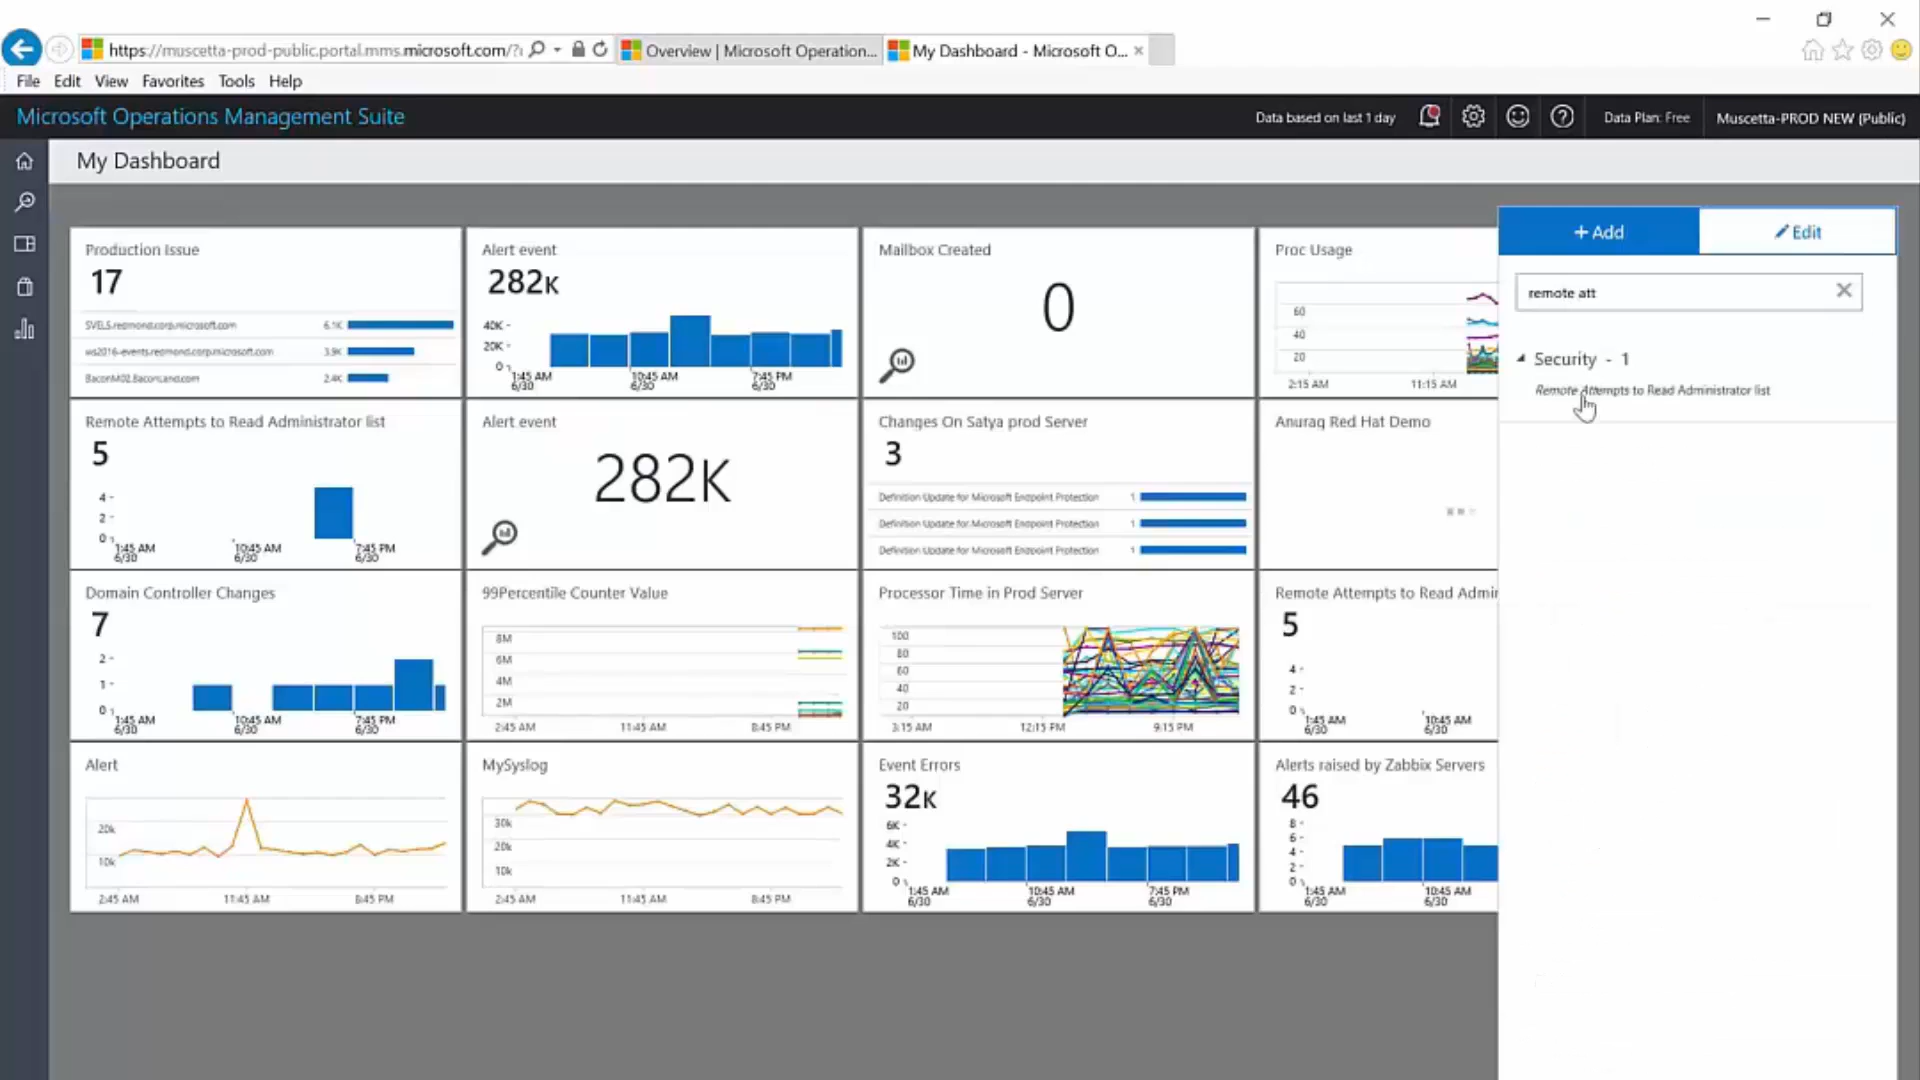 https://muscetta-prod-public.portal.mms.microsoft.com/?
Overview | Microsoft Operation...
My Dashboard - Microsoft O...
File Edit View Favorites Tools Help
Microsoft Operations Management Suite
Data based on last 1 day
Data Plan: Free
Muscetta-PROD NEW (Public)
My Dashboard
Production Issue
17
SVELS.redmond.corp.microsoft.com 6.1K
ws2016-events.redmond.corp.microsoft.com 3.9K
BaconM02.BaconLand.com 2.4K
Alert event
282K
40K
20K
0
1:45 AM 10:45 AM 7:45 PM
6/30 6/30 6/30
Mailbox Created
0
Proc Usage
60
40
20
2:15 AM 11:15 AM
+ Add
Edit
remote att
Security - 1
Remote Attempts to Read Administrator list
Remote Attempts to Read Administrator list
5
4
2
0
1:45 AM 10:45 AM 7:45 PM
6/30 6/30 6/30
Alert event
282K
Changes On Satya prod Server
3
Definition Update for Microsoft Endpoint Protection 1
Definition Update for Microsoft Endpoint Protection 1
Definition Update for Microsoft Endpoint Protection 1
Anurag Red Hat Demo
Domain Controller Changes
7
2
1
0
1:45 AM 10:45 AM 7:45 PM
6/30 6/30 6/30
99Percentile Counter Value
8M
6M
4M
2M
2:45 AM 11:45 AM 8:45 PM
Processor Time in Prod Server
100
80
60
40
20
3:15 AM 12:15 PM 9:15 PM
Remote Attempts to Read Admin
5
4
2
0
1:45 AM 10:45 AM
6/30 6/30
Alert
20k
10k
2:45 AM 11:45 AM 8:45 PM
MySyslog
30k
20k
10k
2:45 AM 11:45 AM 8:45 PM
Event Errors
32K
6K
4K
2K
0
1:45 AM 10:45 AM 7:45 PM
6/30 6/30 6/30
Alerts raised by Zabbix Servers
46
8
6
4
2
0
1:45 AM 10:45 AM
6/30 6/30